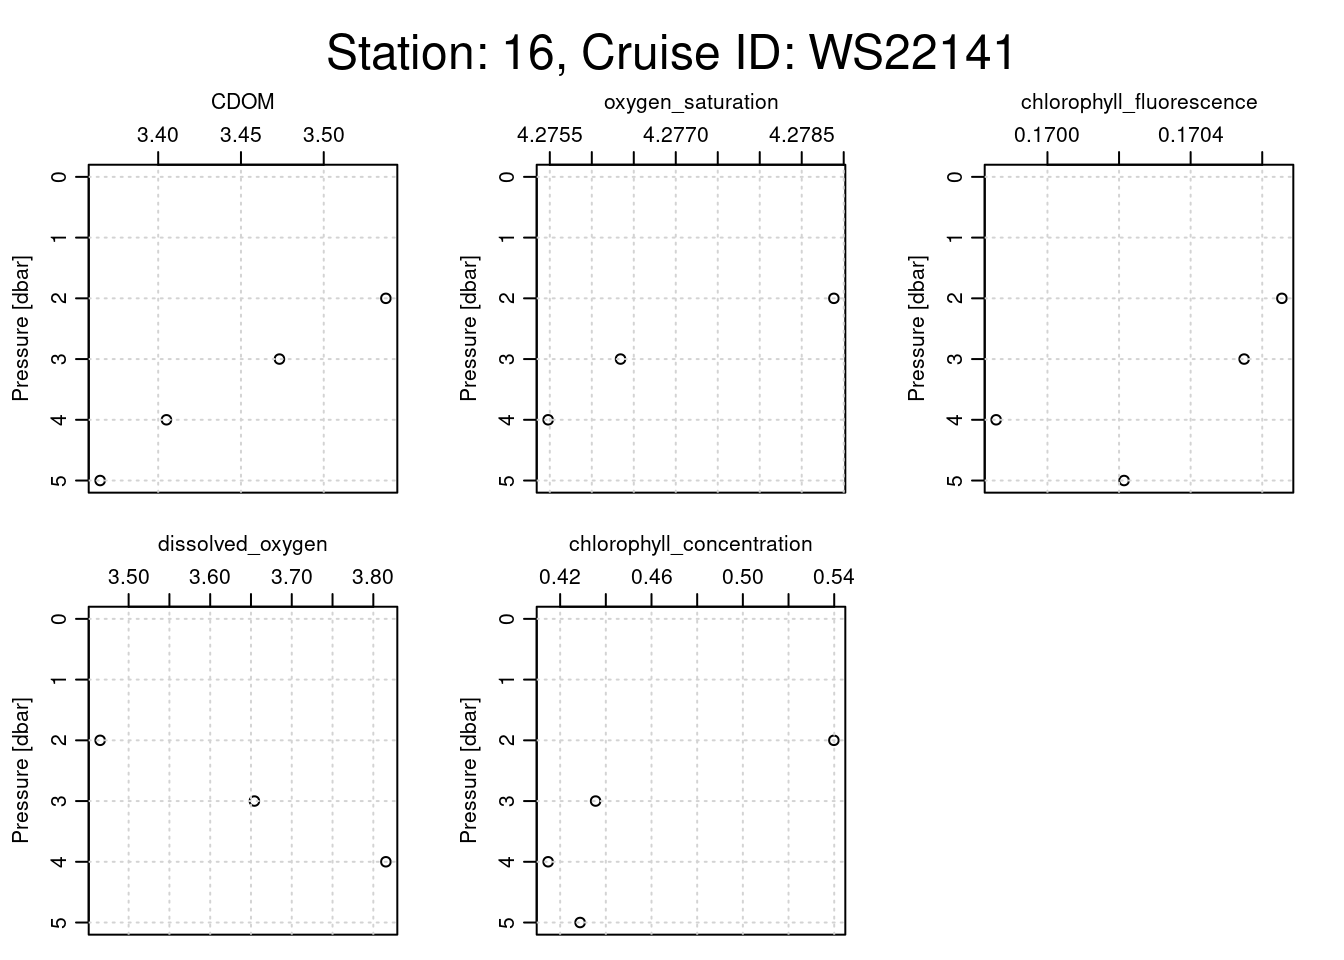 Station: 16, Cruise ID: WS22141
CDOM
3.40 3.45 3.50
0
1
2
3
4
5
Pressure [dbar]
oxygen_saturation
4.2755 4.2770 4.2785
0
1
2
3
4
5
Pressure [dbar]
chlorophyll_fluorescence
0.1700 0.1704
0
1
2
3
4
5
Pressure [dbar]
dissolved_oxygen
3.50 3.60 3.70 3.80
0
1
2
3
4
5
Pressure [dbar]
chlorophyll_concentration
0.42 0.46 0.50 0.54
0
1
2
3
4
5
Pressure [dbar]